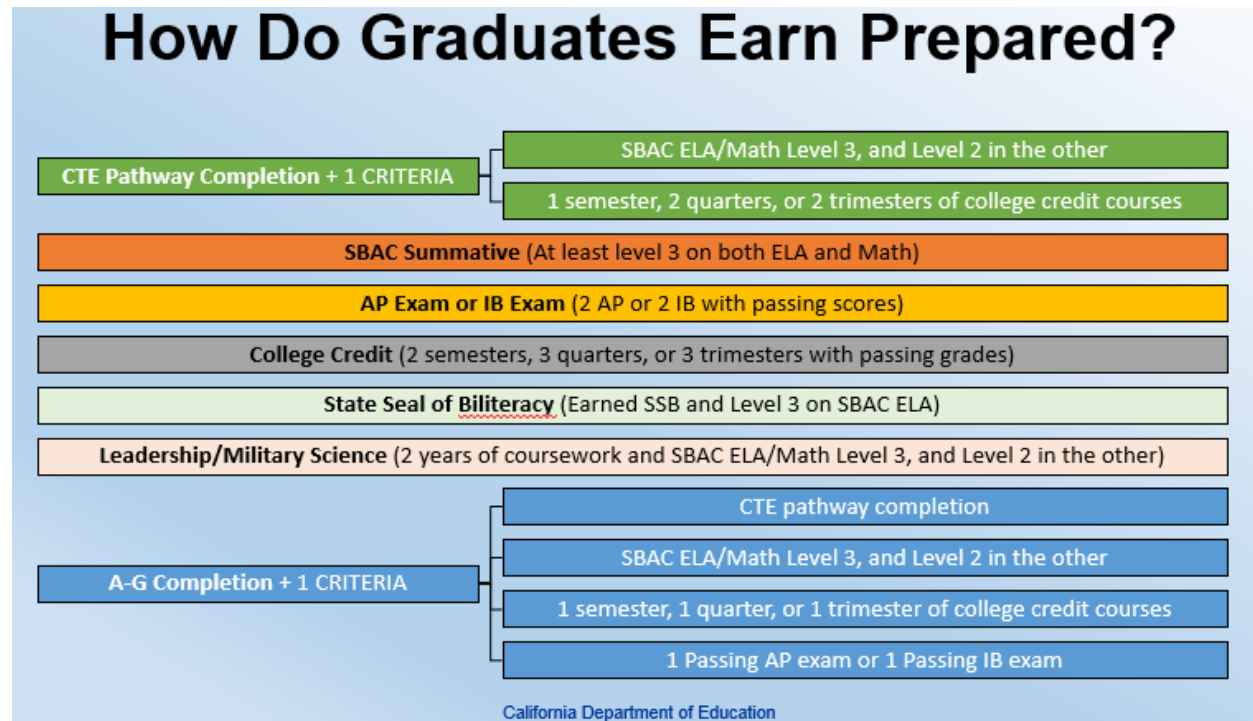 How Do Graduates Earn Prepared?
CTE Pathway Completion + 1 CRITERIA
SBAC ELA/Math Level 3, and Level 2 in the other
1 semester, 2 quarters, or 2 trimesters of college credit courses
SBAC Summative (At least level 3 on both ELA and Math)
AP Exam or IB Exam (2 AP or 2 IB with passing scores)
College Credit (2 semesters, 3 quarters, or 3 trimesters with passing grades)
State Seal of Biliteracy (Earned SSB and Level 3 on SBAC ELA)
Leadership/Military Science (2 years of coursework and SBAC ELA/Math Level 3, and Level 2 in the other)
A-G Completion + 1 CRITERIA
CTE pathway completion
SBAC ELA/Math Level 3, and Level 2 in the other
1 semester, 1 quarter, or 1 trimester of college credit courses
1 Passing AP exam or 1 Passing IB exam
California Department of Education